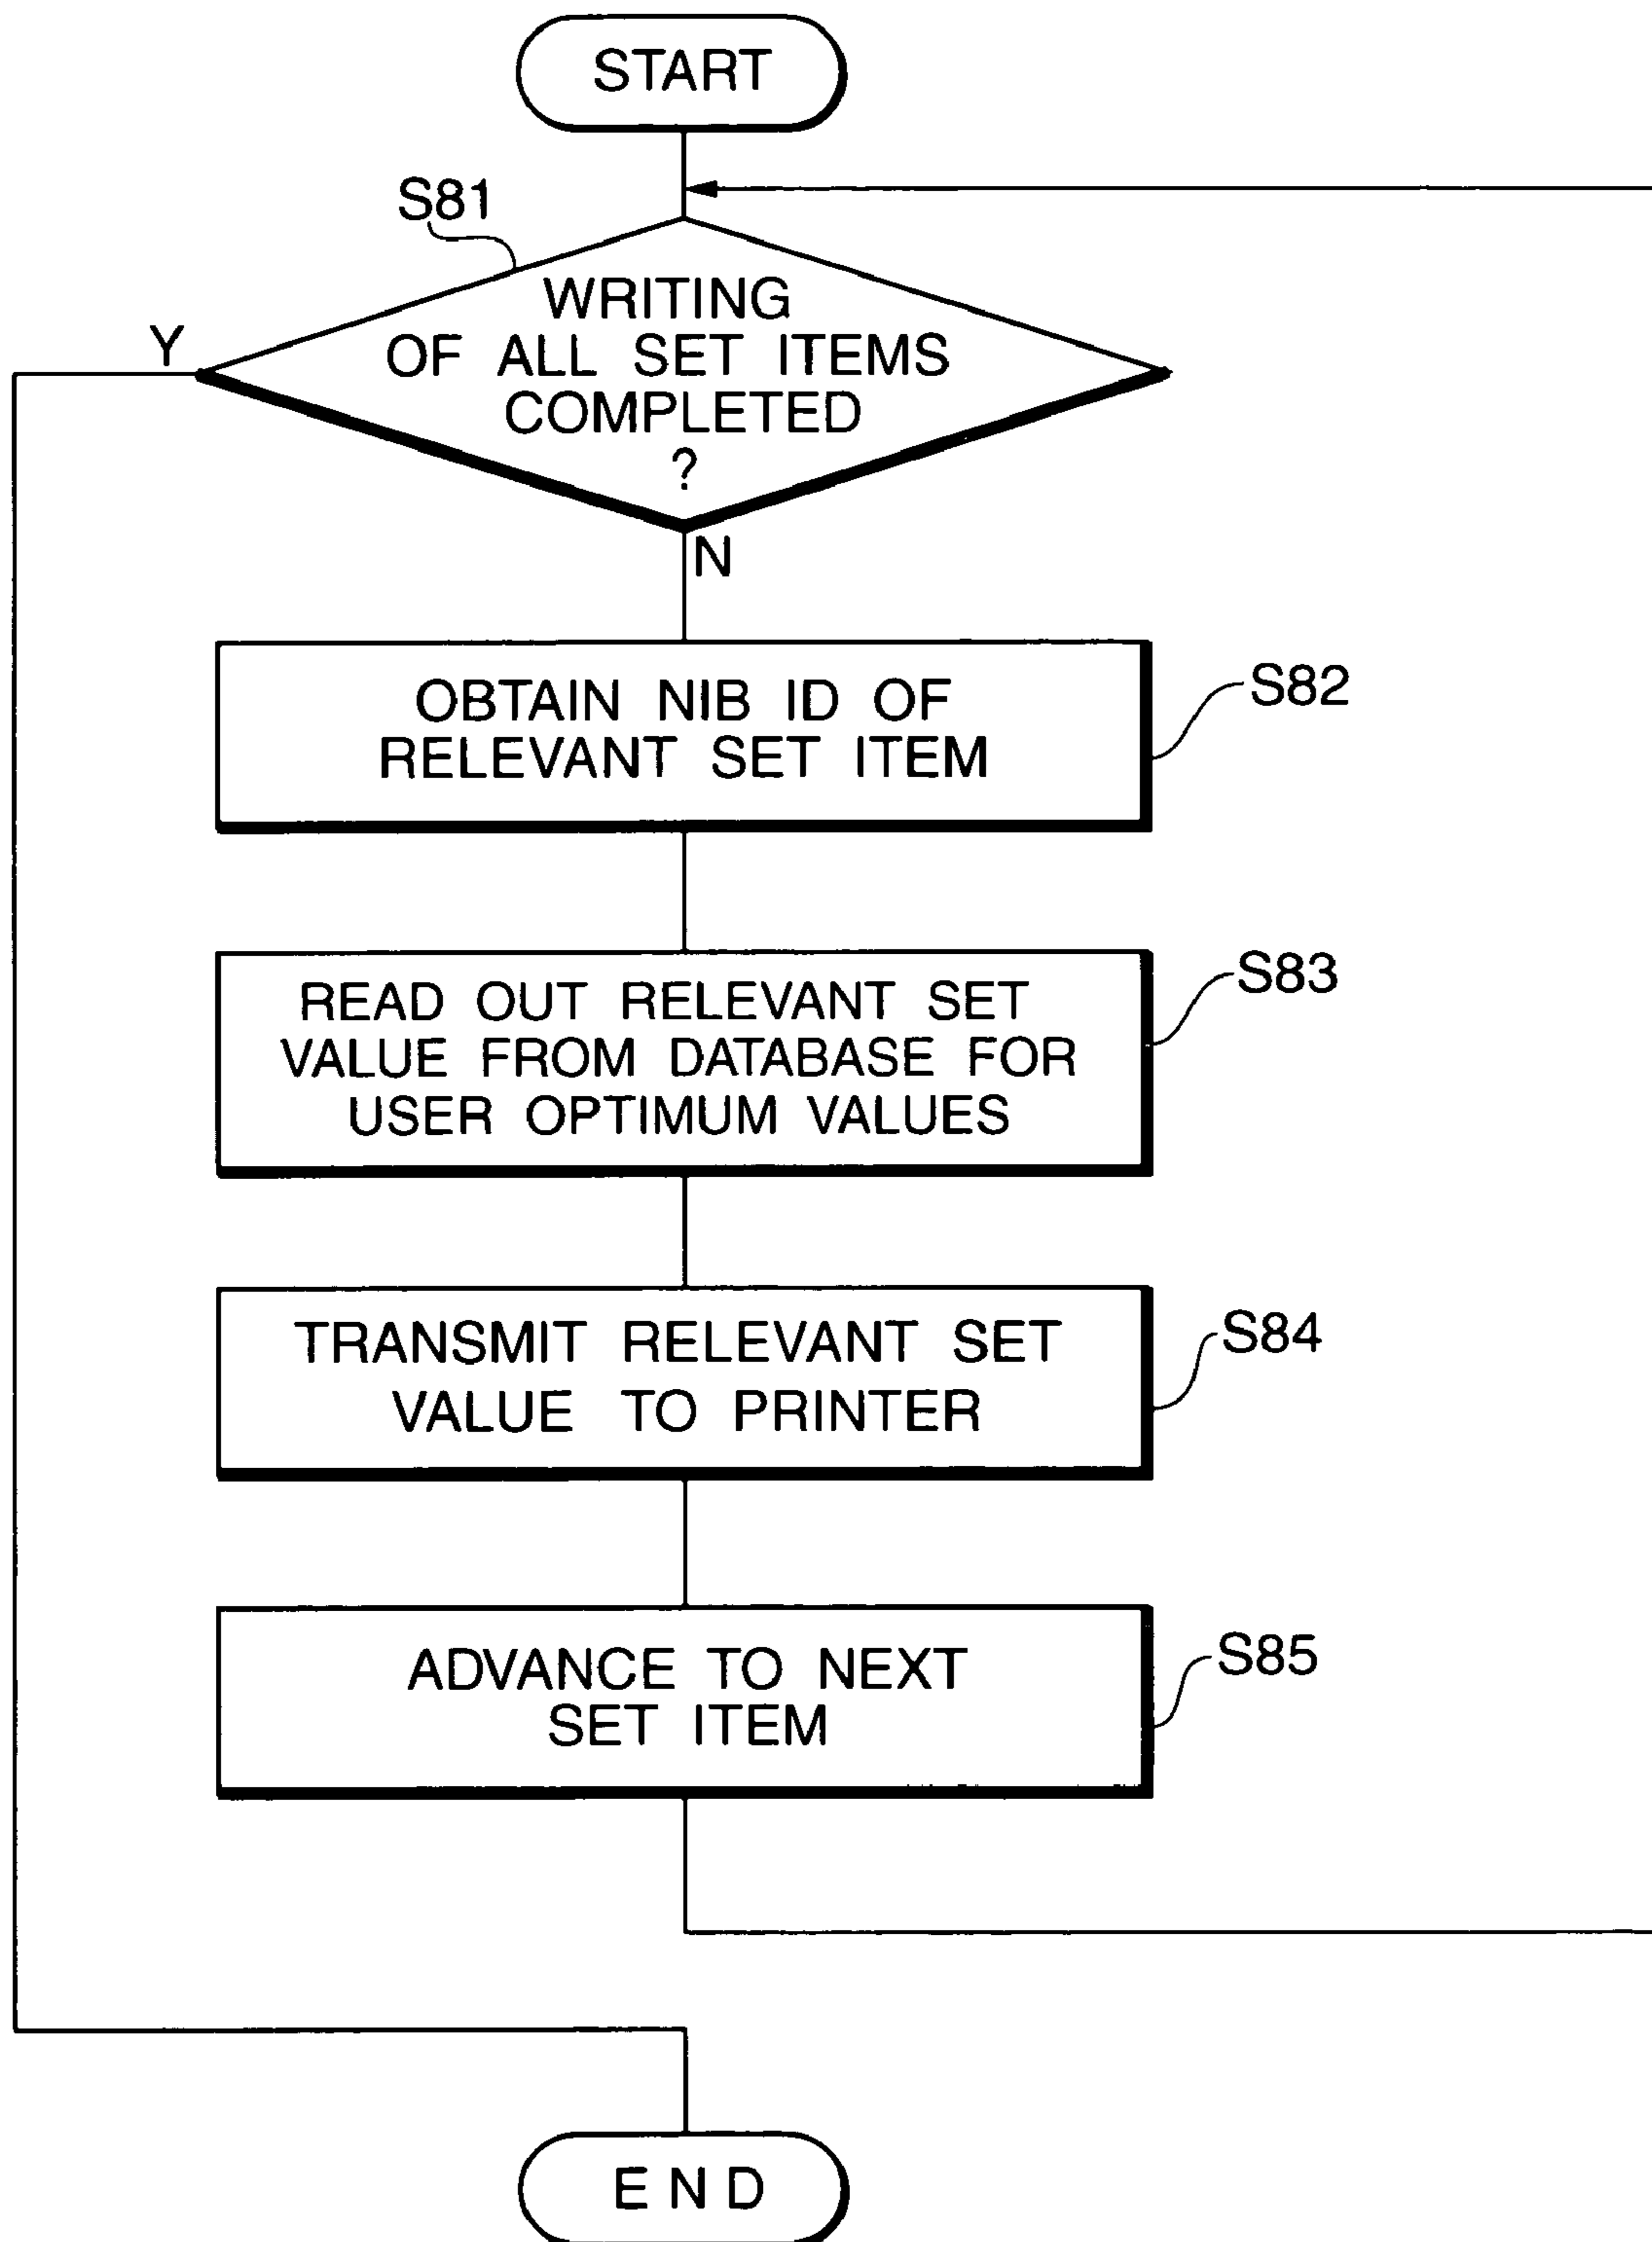 START
S81
WRITING
OF ALL SET ITEMS
COMPLETED
?
Y
N
OBTAIN NIB ID OF
RELEVANT SET ITEM
S82
READ OUT RELEVANT SET
VALUE FROM DATABASE FOR
USER OPTIMUM VALUES
S83
TRANSMIT RELEVANT SET
VALUE TO PRINTER
S84
ADVANCE TO NEXT
SET ITEM
S85
END